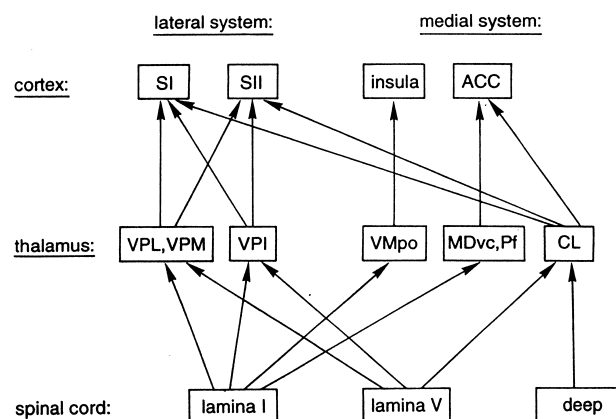 lateral system: medial system:
cortex: SI SII insula ACC
thalamus: VPL,VPM VPI VMpo MDvc,Pf CL
spinal cord: lamina I lamina V deep